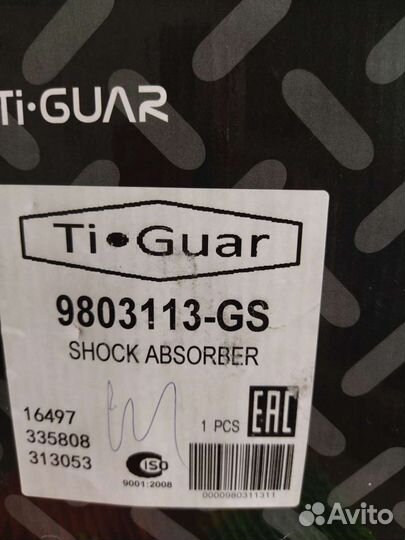 Ti•GUAR
Ti•Guar
9803113-GS
SHOCK ABSORBER
16497
335808
313053
1 PCS
EAC
ISO
9001:2008
0000980311311
Avito